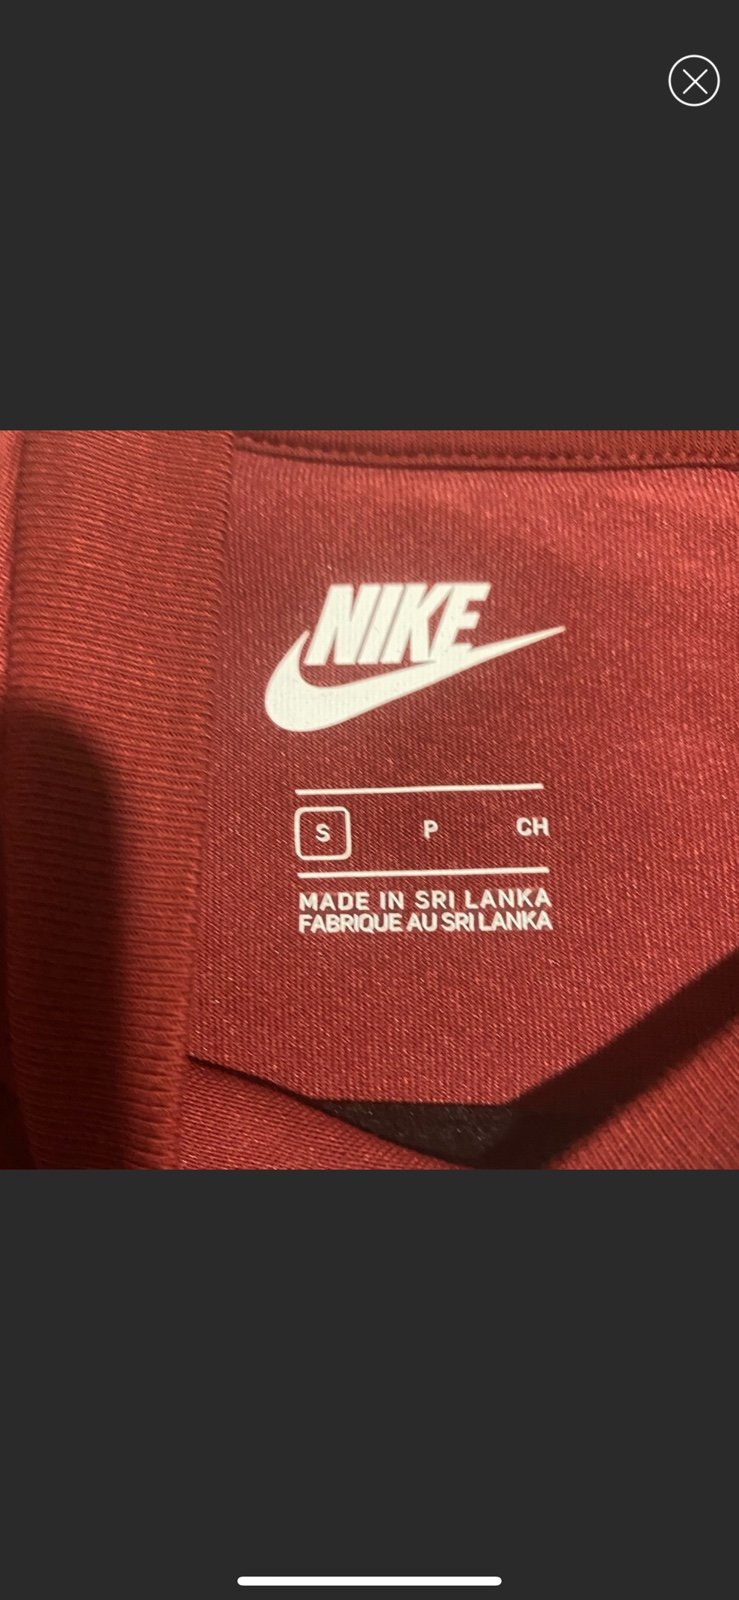 NIKE
S P CH
MADE IN SRI LANKA
FABRIQUE AU SRI LANKA